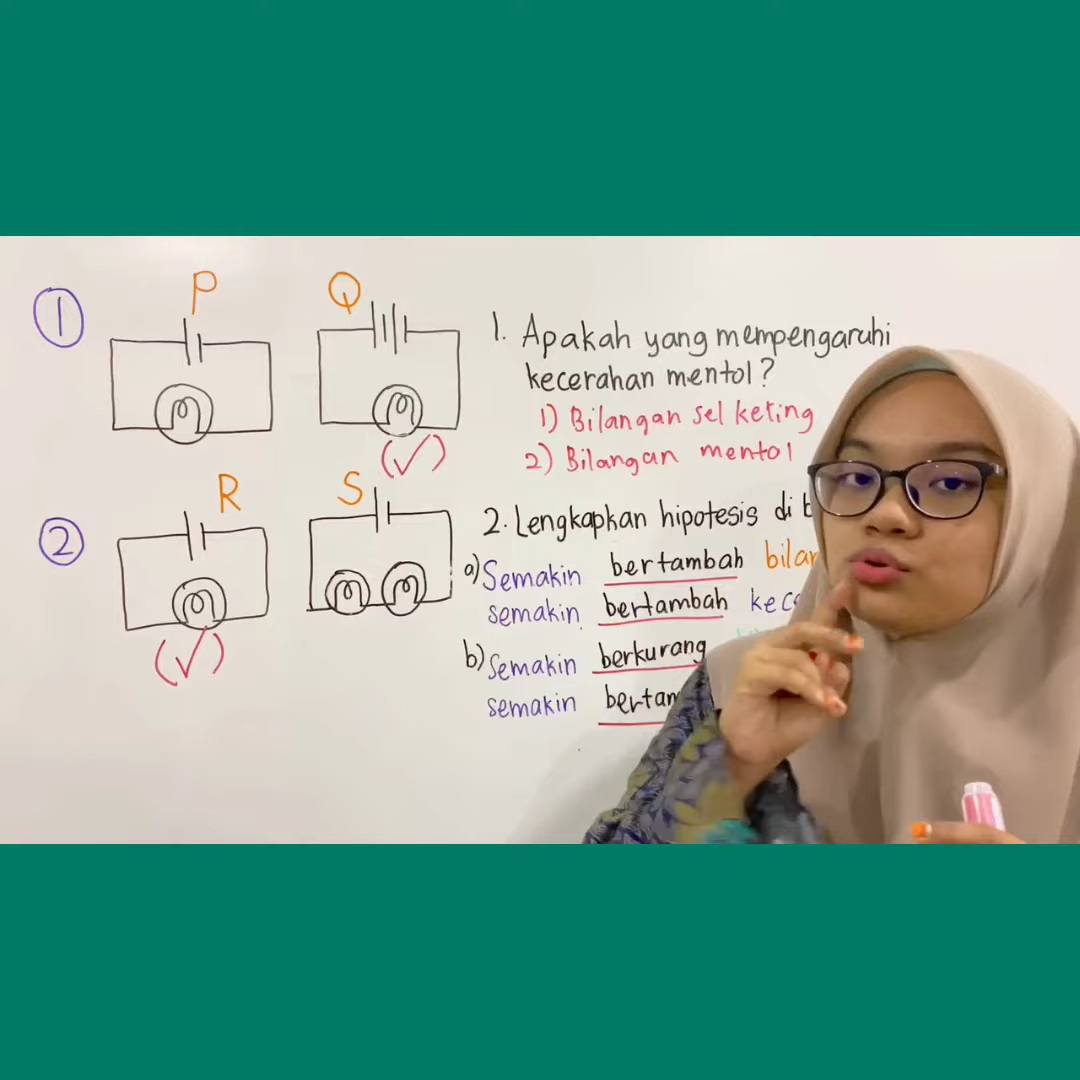 1
P
Q
(✓)
2
R
S
(✓)
1. Apakah yang mempengaruhi
kecerahan mentol?
1) Bilangan sel keting
2) Bilangan mentol
2. Lengkapkan hipotesis di
a) Semakin bertambah
semakin bertambah
b) Semakin berkurang
semakin